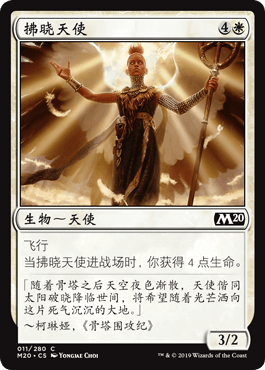 拂晓天使 4
生物~天使 M20
飞行
当拂晓天使进战场时,你获得4点生命。
「随着骨塔之后天空夜色渐散,天使偕同
太阳破晓降临世间,将希望随着光芒洒向
这片死气沉沉的大地。」
~柯琳娅,《骨塔围攻纪》
3/2
011/280 C
M20 • CS YONGJAE CHOI
™ & © 2019 Wizards of the Coast